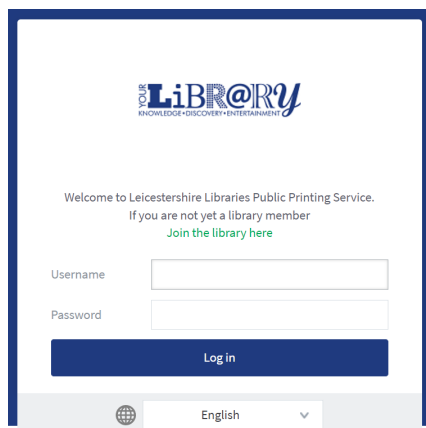 YOUR
LiBR@RY
KNOWLEDGE•DISCOVERY•ENTERTAINMENT
Welcome to Leicestershire Libraries Public Printing Service.
If you are not yet a library member
Join the library here
Username
Password
Log in
English